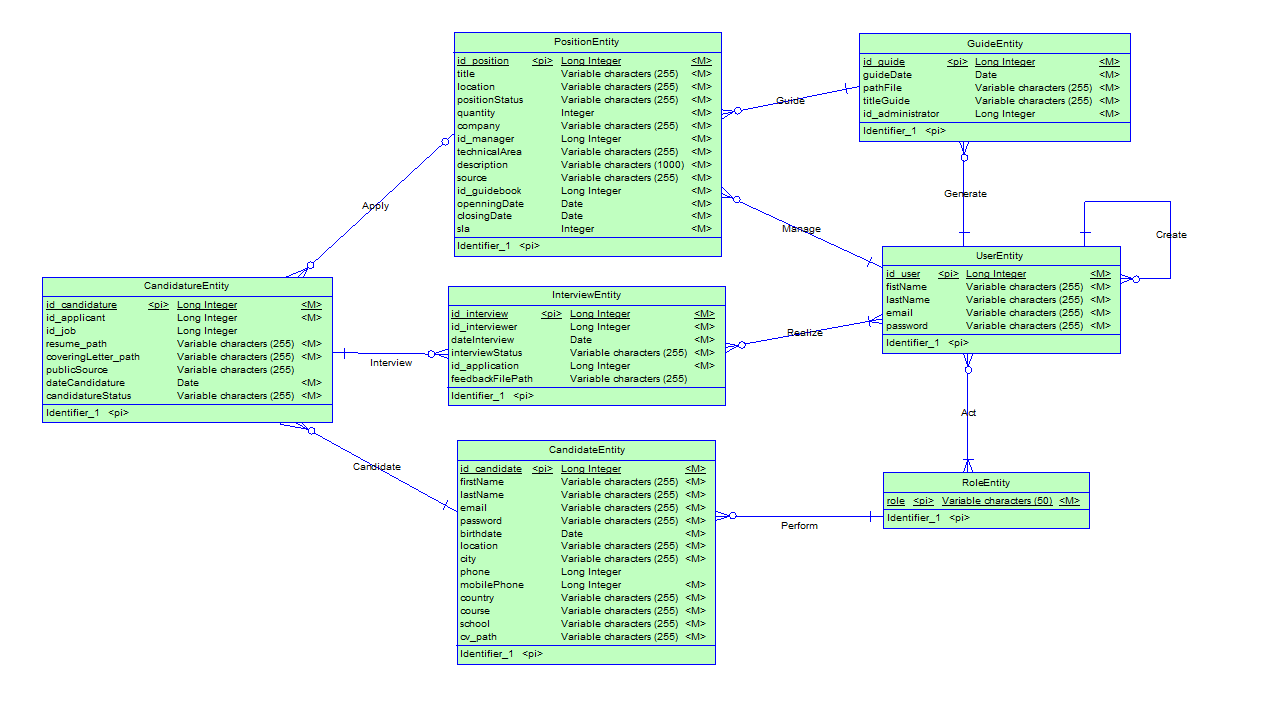 PositionEntity
id_position <pi> Long Integer <M>
title Variable characters (255) <M>
location Variable characters (255) <M>
positionStatus Variable characters (255) <M>
quantity Integer <M>
company Variable characters (255) <M>
id_manager Long Integer <M>
technicalArea Variable characters (255) <M>
description Variable characters (1000) <M>
source Variable characters (255) <M>
id_guidebook Long Integer <M>
openningDate Date <M>
closingDate Date <M>
sla Integer <M>
Identifier_1 <pi>
Guide
GuideEntity
id_guide <pi> Long Integer <M>
guideDate Date <M>
pathFile Variable characters (255) <M>
titleGuide Variable characters (255) <M>
id_administrator Long Integer <M>
Identifier_1 <pi>
Apply
Manage
Generate
Create
CandidatureEntity
id_candidature <pi> Long Integer <M>
id_applicant Long Integer <M>
id_job Long Integer
resume_path Variable characters (255) <M>
coveringLetter_path Variable characters (255) <M>
publicSource Variable characters (255)
dateCandidature Date <M>
candidatureStatus Variable characters (255) <M>
Identifier_1 <pi>
Interview
InterviewEntity
id_interview <pi> Long Integer <M>
id_interviewer Long Integer <M>
dateInterview Date <M>
interviewStatus Variable characters (255) <M>
id_application Long Integer <M>
feedbackFilePath Variable characters (255)
Identifier_1 <pi>
Realize
UserEntity
id_user <pi> Long Integer <M>
fistName Variable characters (255) <M>
lastName Variable characters (255) <M>
email Variable characters (255) <M>
password Variable characters (255) <M>
Identifier_1 <pi>
Act
Candidate
CandidateEntity
id_candidate <pi> Long Integer <M>
firstName Variable characters (255) <M>
lastName Variable characters (255) <M>
email Variable characters (255) <M>
password Variable characters (255) <M>
birthdate Date <M>
location Variable characters (255) <M>
city Variable characters (255) <M>
phone Long Integer
mobilePhone Long Integer <M>
country Variable characters (255) <M>
course Variable characters (255) <M>
school Variable characters (255) <M>
cv_path Variable characters (255) <M>
Identifier_1 <pi>
Perform
RoleEntity
role <pi> Variable characters (50) <M>
Identifier_1 <pi>